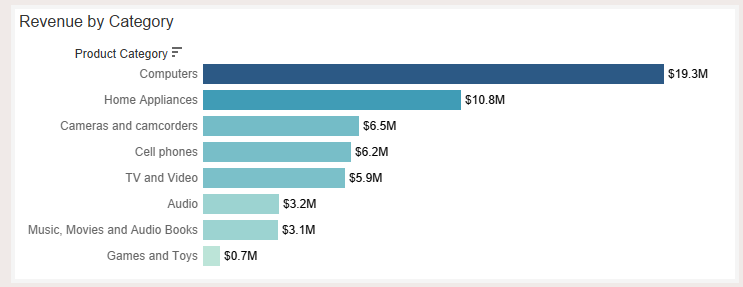 Revenue by Category
Product Category
Computers $19.3M
Home Appliances $10.8M
Cameras and camcorders $6.5M
Cell phones $6.2M
TV and Video $5.9M
Audio $3.2M
Music, Movies and Audio Books $3.1M
Games and Toys $0.7M